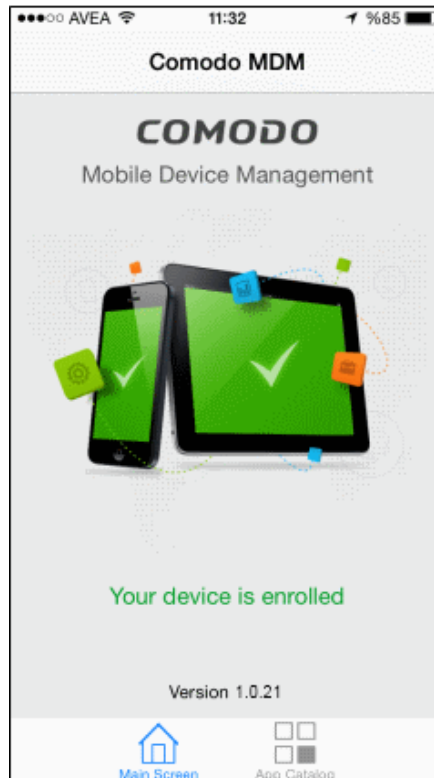 AVEA 11:32 %85
Comodo MDM
COMODO
Mobile Device Management
Your device is enrolled
Version 1.0.21
Main Screen App Catalog